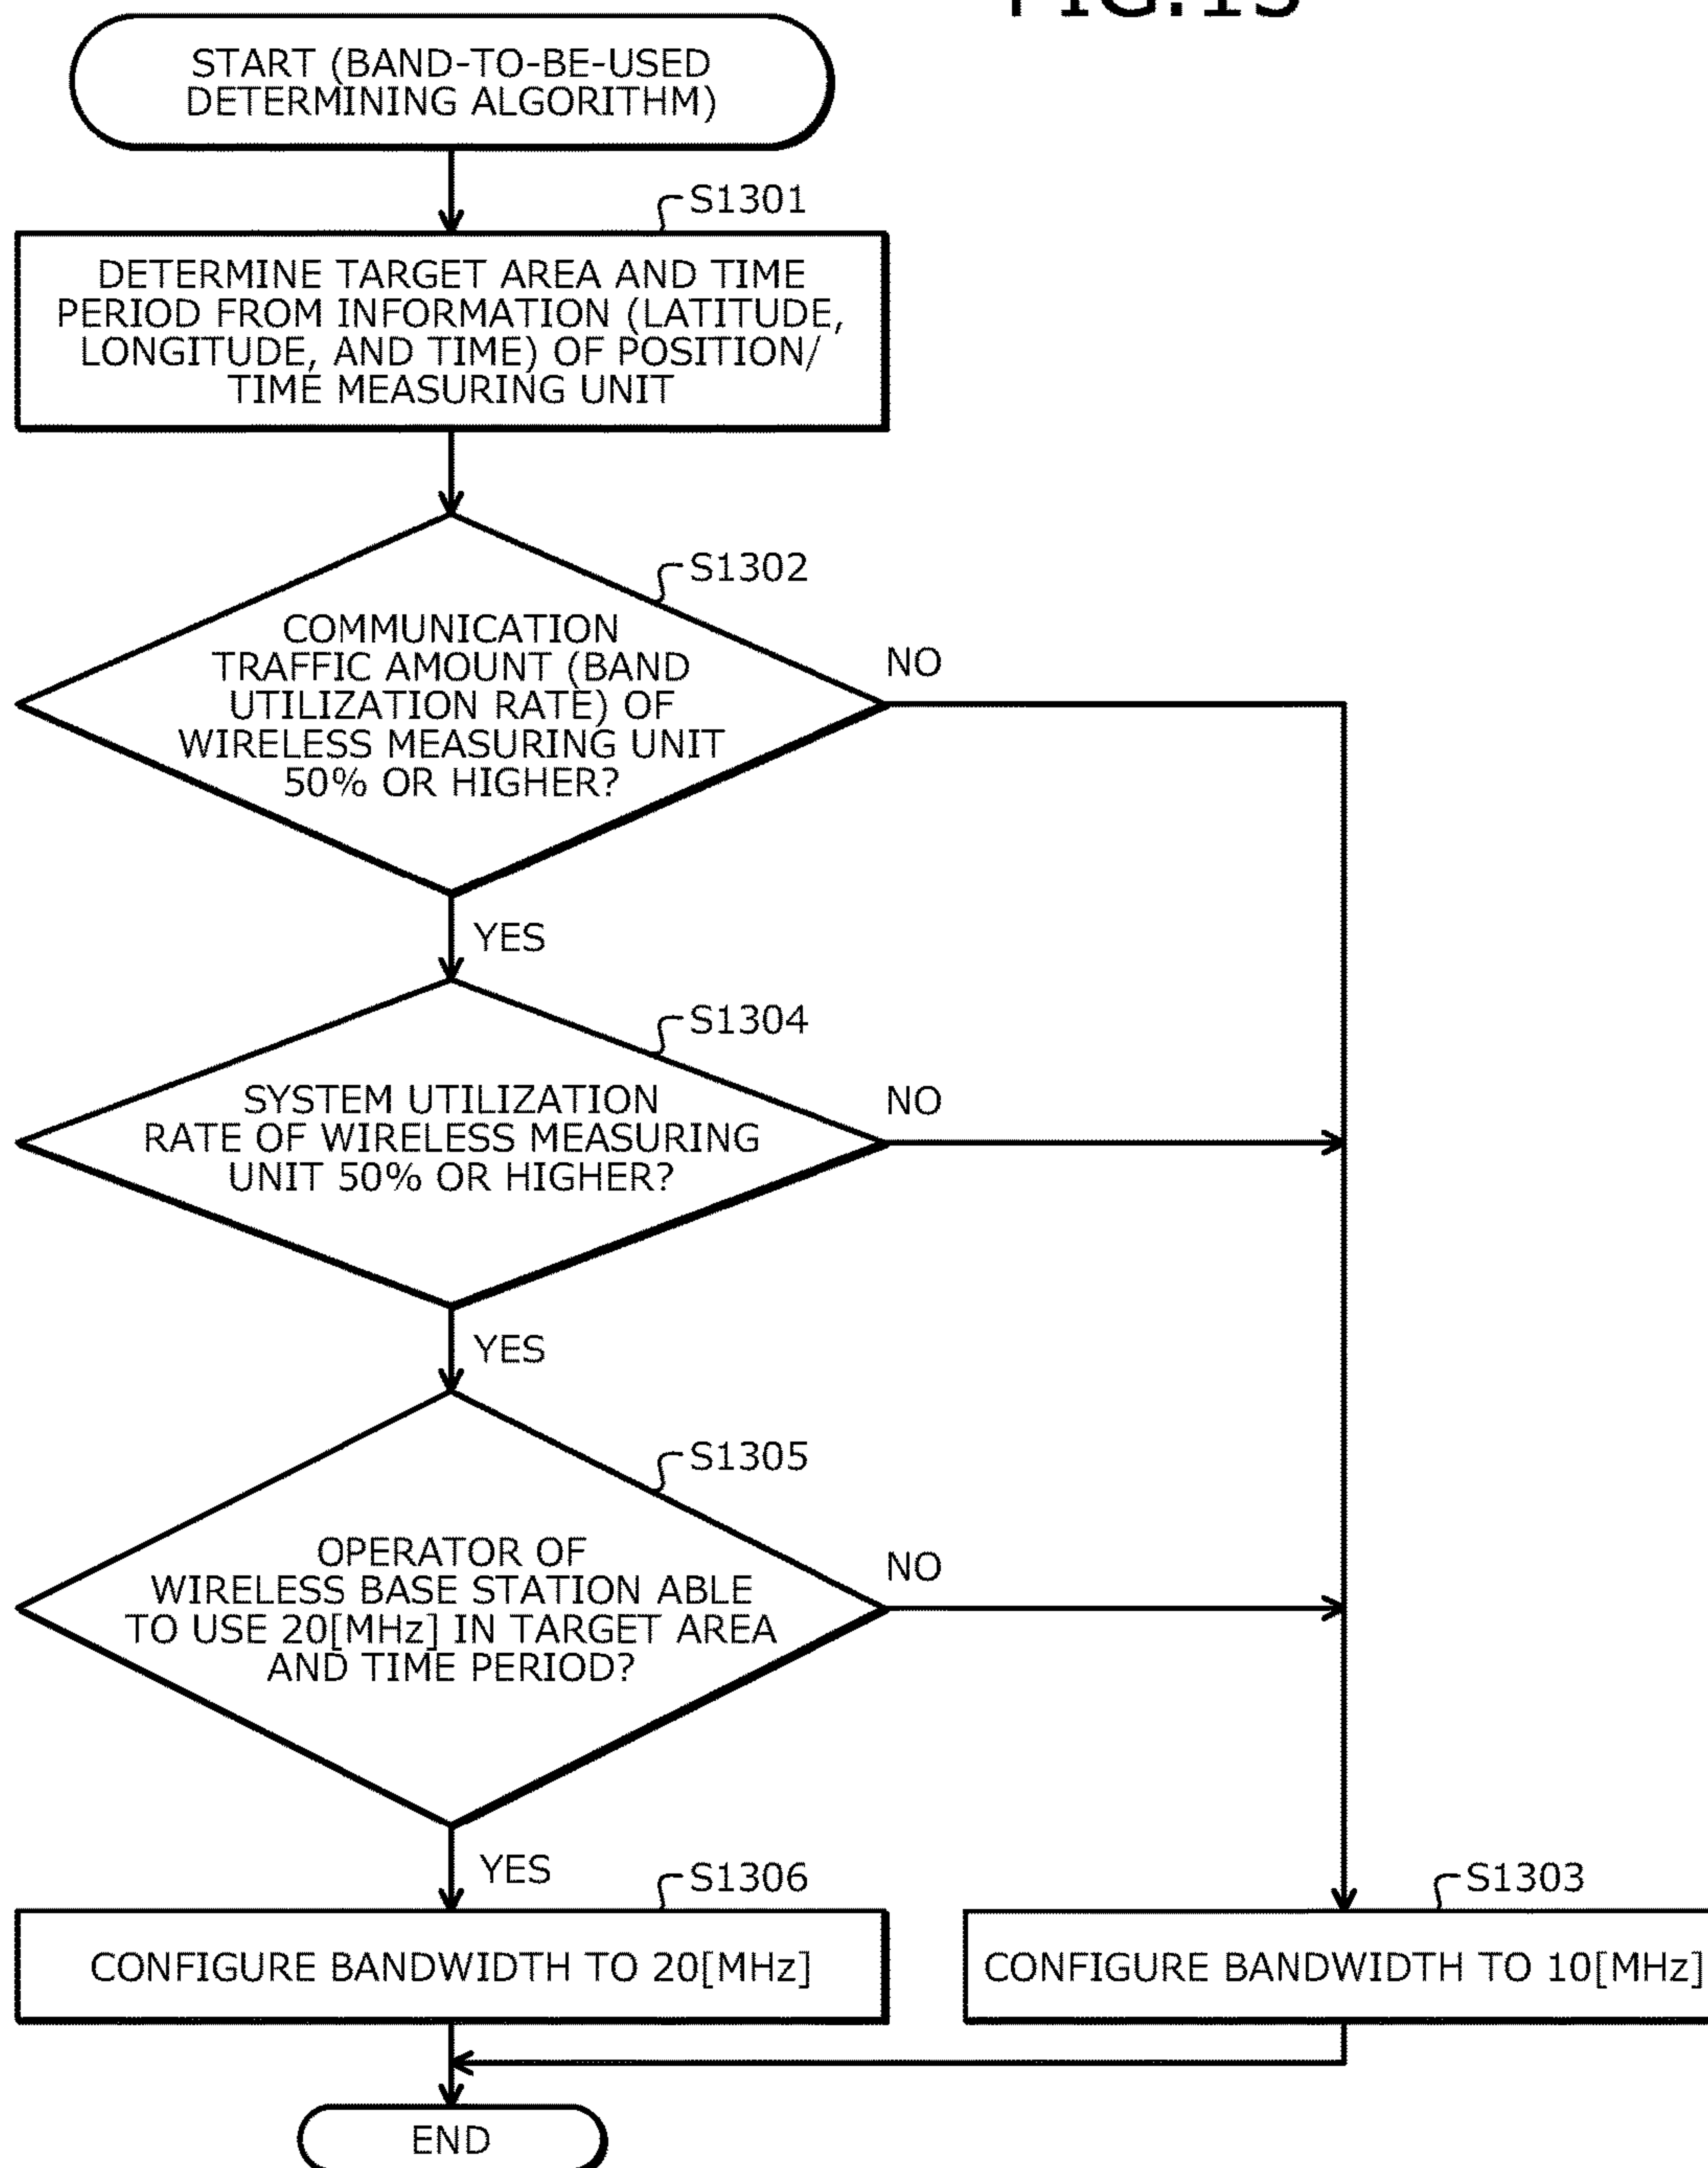 FIG.13
START (BAND-TO-BE-USED
DETERMINING ALGORITHM)
S1301
DETERMINE TARGET AREA AND TIME
PERIOD FROM INFORMATION (LATITUDE,
LONGITUDE, AND TIME) OF POSITION/
TIME MEASURING UNIT
S1302
COMMUNICATION
TRAFFIC AMOUNT (BAND
UTILIZATION RATE) OF
WIRELESS MEASURING UNIT
50% OR HIGHER?
NO
YES
S1304
SYSTEM UTILIZATION
RATE OF WIRELESS MEASURING
UNIT 50% OR HIGHER?
NO
YES
S1305
OPERATOR OF
WIRELESS BASE STATION ABLE
TO USE 20[MHz] IN TARGET AREA
AND TIME PERIOD?
NO
YES
S1306
CONFIGURE BANDWIDTH TO 20[MHz]
S1303
CONFIGURE BANDWIDTH TO 10[MHz]
END